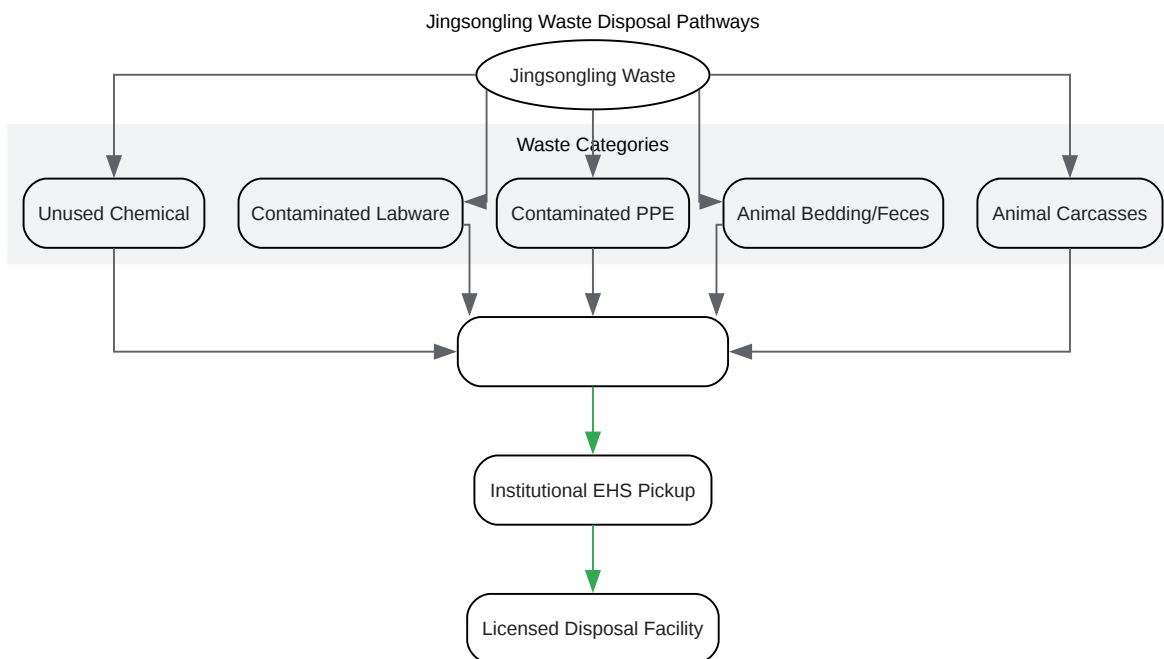 Jingsongling Waste Disposal Pathways
Jingsongling Waste
Waste Categories
Unused Chemical
Contaminated Labware
Contaminated PPE
Animal Bedding/Feces
Animal Carcasses
Institutional EHS Pickup
Licensed Disposal Facility